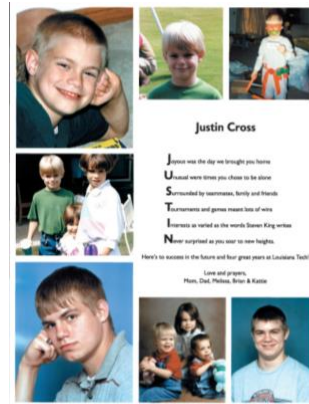 Justin Cross
Joyous was the day we brought you home
Unusual were times you chose to be alone
Surrounded by teammates, family and friends
Tournaments and games meant lots of wins
Interests as varied as the words Steven King writes
Never surprised as you soar to new heights.
Here's to success in the future and four great years at Louisiana Tech!
Love and prayers,
Mom, Dad, Melissa, Brian & Kattie